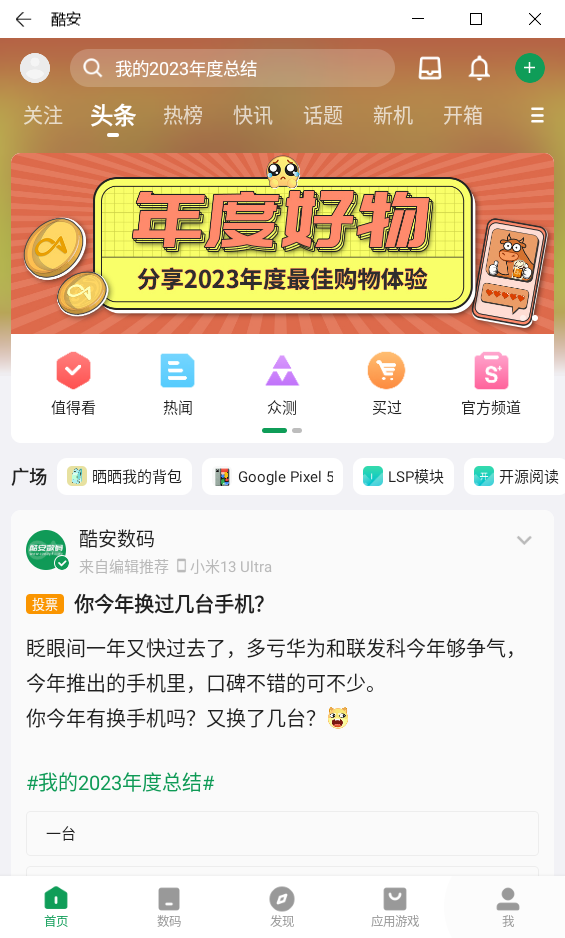 酷安
我的2023年度总结
关注 头条 热榜 快讯 话题 新机 开箱
年度好物
分享2023年度最佳购物体验
值得看 热闻 众测 买过 官方频道
广场 晒晒我的背包 Google Pixel 5 LSP模块 开源阅读
酷安数码
来自编辑推荐 小米13 Ultra
投票 你今年换过几台手机?
眨眼间一年又快过去了，多亏华为和联发科今年够争气，
今年推出的手机里，口碑不错的可不少。
你今年有换手机吗？又换了几台？
#我的2023年度总结#
一台
首页 数码 发现 应用游戏 我